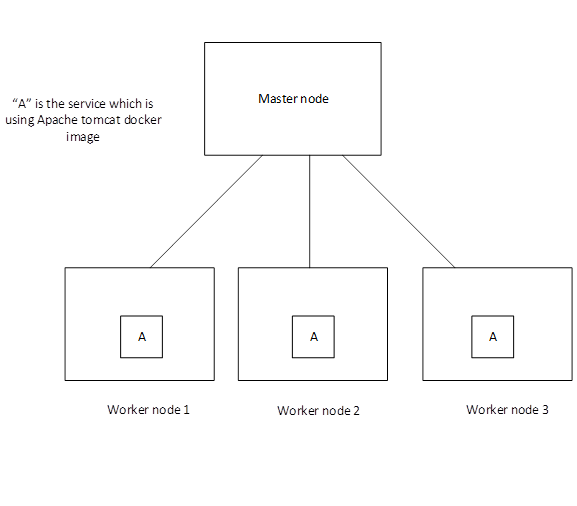 Master node
“A” is the service which is
using Apache tomcat docker
image
A
A
A
Worker node 1
Worker node 2
Worker node 3